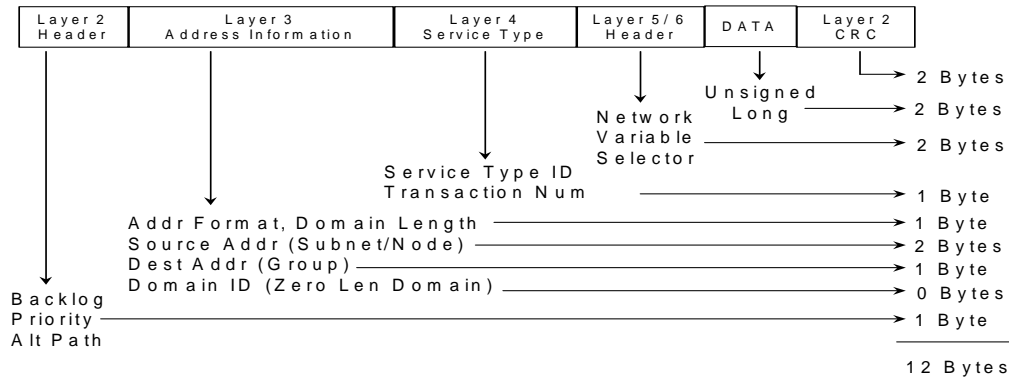 Layer 2 Header
Layer 3 Address Information
Layer 4 Service Type
Layer 5/6 Header
DATA
Layer 2 CRC
2 Bytes
Unsigned Long
2 Bytes
Network
Variable
Selector
2 Bytes
Service Type ID
Transaction Num
1 Byte
Addr Format, Domain Length
1 Byte
Source Addr (Subnet/Node)
2 Bytes
Dest Addr (Group)
1 Byte
Domain ID (Zero Len Domain)
0 Bytes
Backlog
Priority
Alt Path
1 Byte
12 Bytes